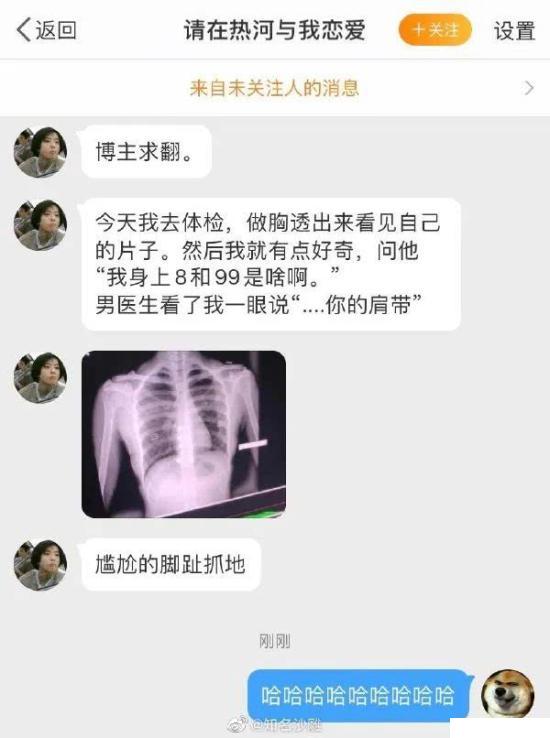 返回
请在热河与我恋爱
+关注
设置
来自未关注人的消息
博主求翻。
今天我去体检，做胸透出来看见自己
的片子。然后我就有点好奇，问他
“我身上8和99是啥啊。”
男医生看了我一眼说“....你的肩带”
尴尬的脚趾抓地
刚刚
哈哈哈哈哈哈哈哈哈
@知名沙雕